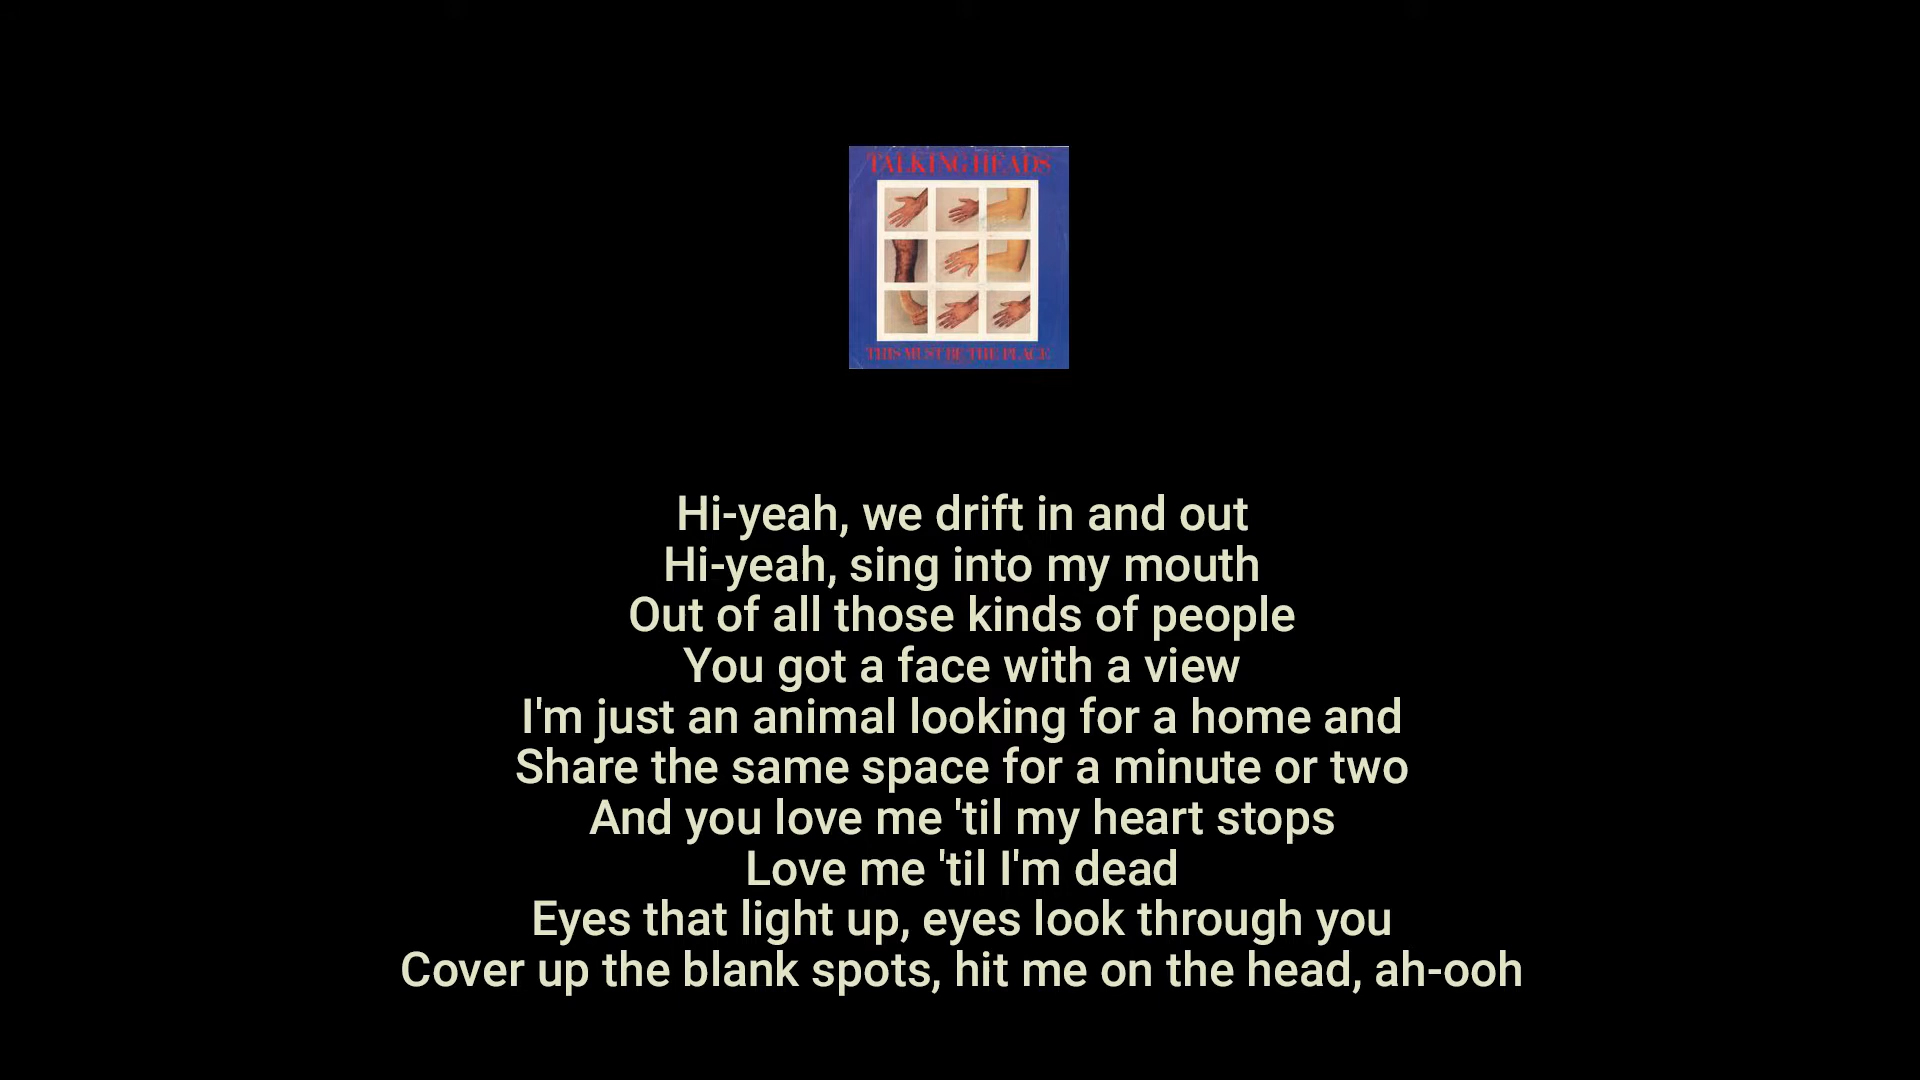 TALKING HEADS
THIS MUST BE THE PLACE
Hi-yeah, we drift in and out
Hi-yeah, sing into my mouth
Out of all those kinds of people
You got a face with a view
I'm just an animal looking for a home and
Share the same space for a minute or two
And you love me 'til my heart stops
Love me 'til I'm dead
Eyes that light up, eyes look through you
Cover up the blank spots, hit me on the head, ah-ooh